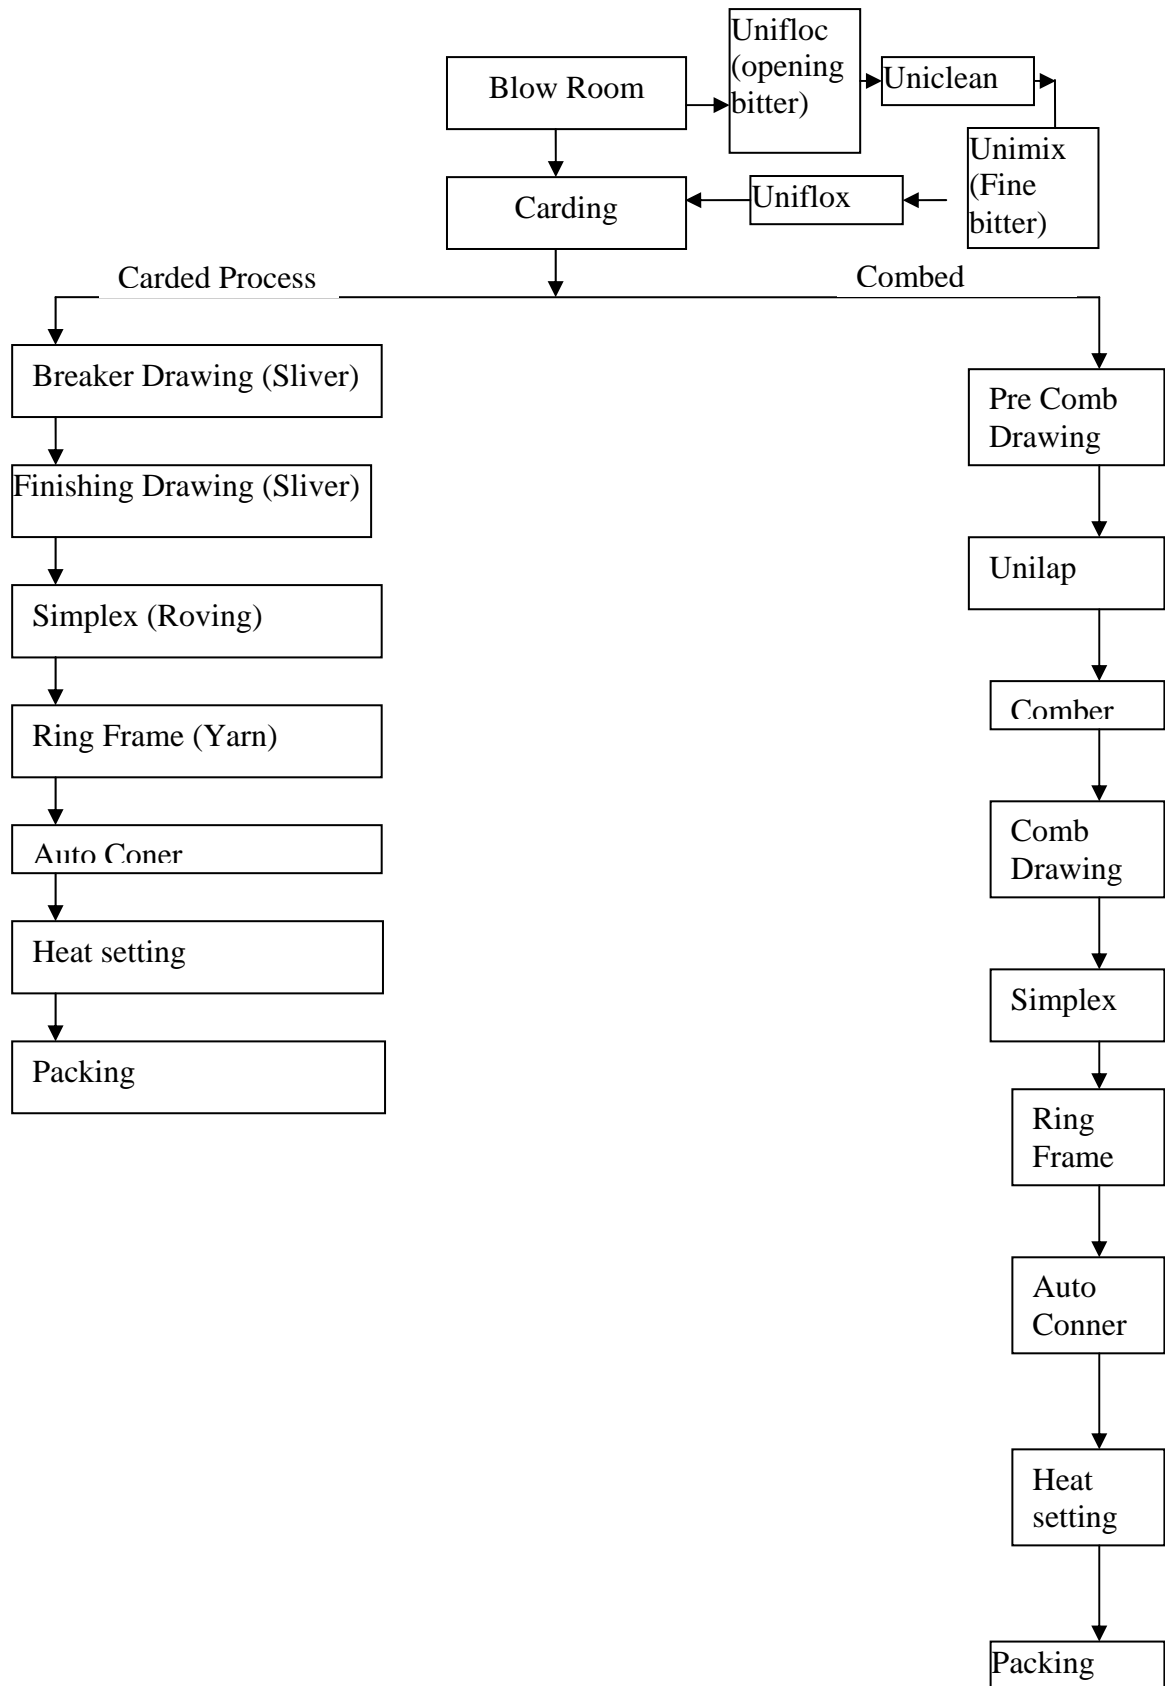 Unifloc
(opening
bitter)
Blow Room
Uniclean
Unimix
(Fine
bitter)
Carding
Uniflox
Carded Process
Combed
Breaker Drawing (Sliver)
Finishing Drawing (Sliver)
Simplex (Roving)
Ring Frame (Yarn)
Auto Coner
Heat setting
Packing
Pre Comb
Drawing
Unilap
Comber
Comb
Drawing
Simplex
Ring
Frame
Auto
Conner
Heat
setting
Packing